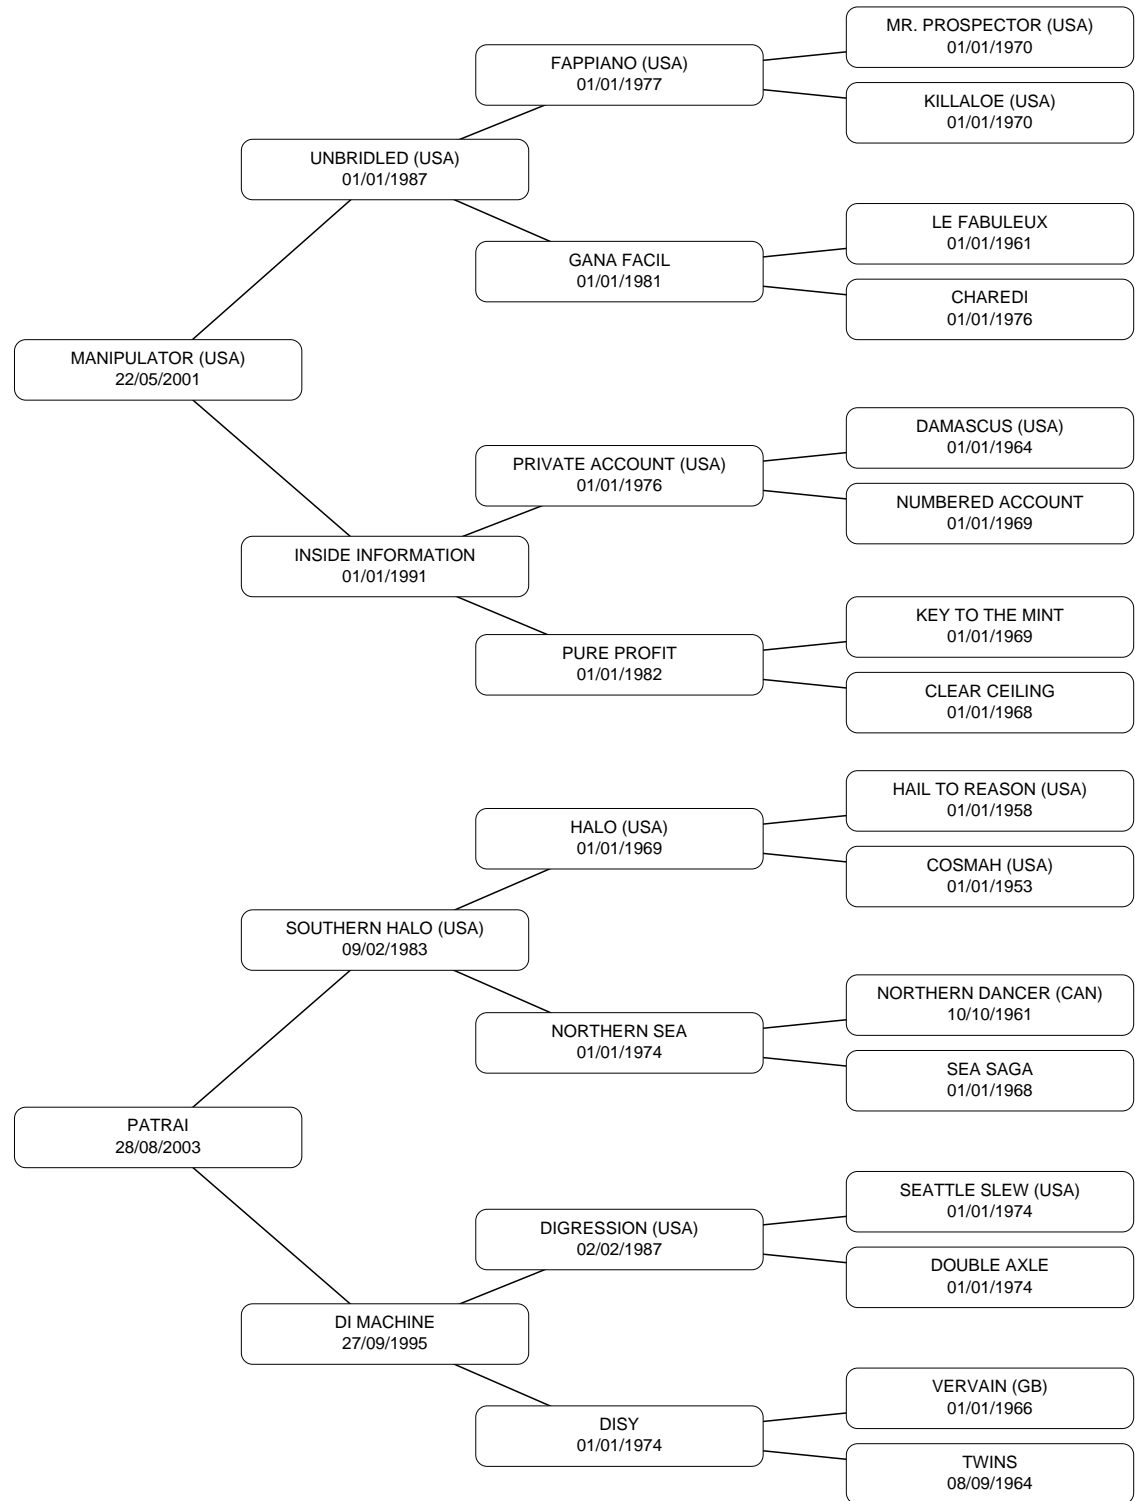 MR. PROSPECTOR (USA)
01/01/1970
FAPPIANO (USA)
01/01/1977
KILLALOE (USA)
01/01/1970
UNBRIDLED (USA)
01/01/1987
LE FABULEUX
01/01/1961
GANA FACIL
01/01/1981
CHAREDI
01/01/1976
MANIPULATOR (USA)
22/05/2001
DAMASCUS (USA)
01/01/1964
PRIVATE ACCOUNT (USA)
01/01/1976
NUMBERED ACCOUNT
01/01/1969
INSIDE INFORMATION
01/01/1991
KEY TO THE MINT
01/01/1969
PURE PROFIT
01/01/1982
CLEAR CEILING
01/01/1968
HAIL TO REASON (USA)
01/01/1958
HALO (USA)
01/01/1969
COSMAH (USA)
01/01/1953
SOUTHERN HALO (USA)
09/02/1983
NORTHERN DANCER (CAN)
10/10/1961
NORTHERN SEA
01/01/1974
SEA SAGA
01/01/1968
PATRAI
28/08/2003
SEATTLE SLEW (USA)
01/01/1974
DIGRESSION (USA)
02/02/1987
DOUBLE AXLE
01/01/1974
DI MACHINE
27/09/1995
VERVAIN (GB)
01/01/1966
DISY
01/01/1974
TWINS
08/09/1964